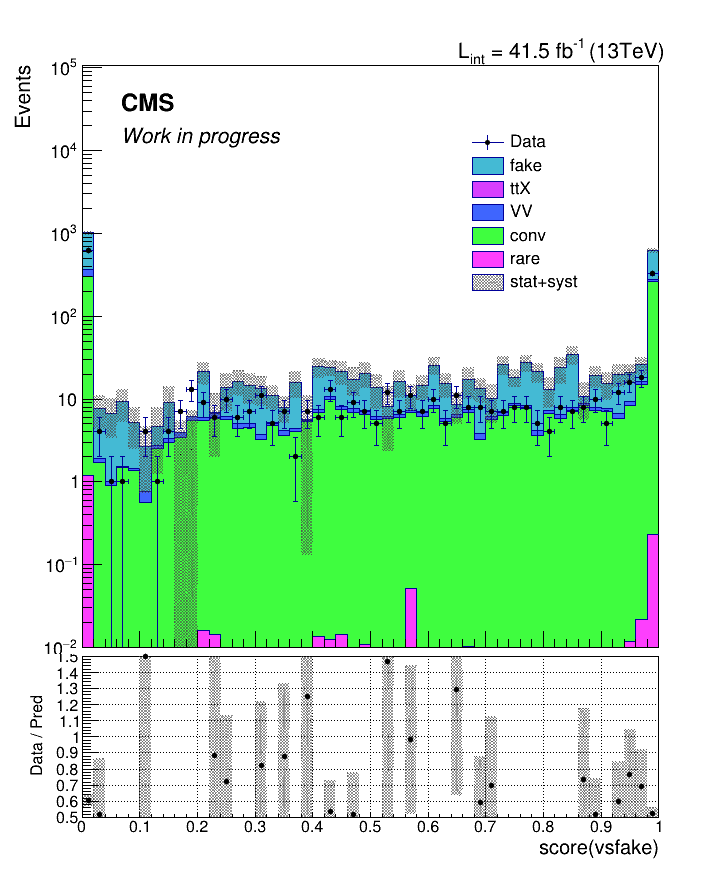 L_int = 41.5 fb^-1 (13TeV)
Events
CMS
Work in progress
Data
fake
ttX
VV
conv
rare
stat+syst
10^5
10^4
10^3
10^2
10
1
10^-1
10^-2
Data / Pred
1.5
1.4
1.3
1.2
1.1
1
0.9
0.8
0.7
0.6
0.5
0 0.1 0.2 0.3 0.4 0.5 0.6 0.7 0.8 0.9 1
score(vsfake)